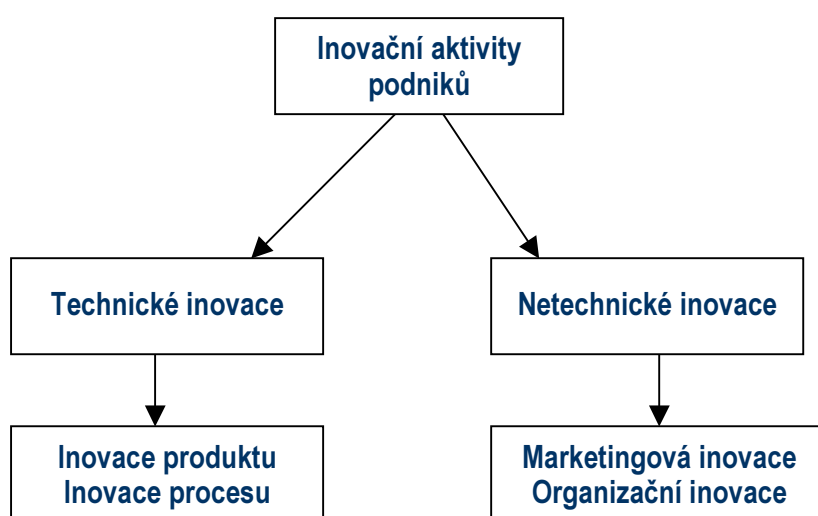 Inovační aktivity
podniků
Technické inovace
Netechnické inovace
Inovace produktu
Inovace procesu
Marketingová inovace
Organizační inovace